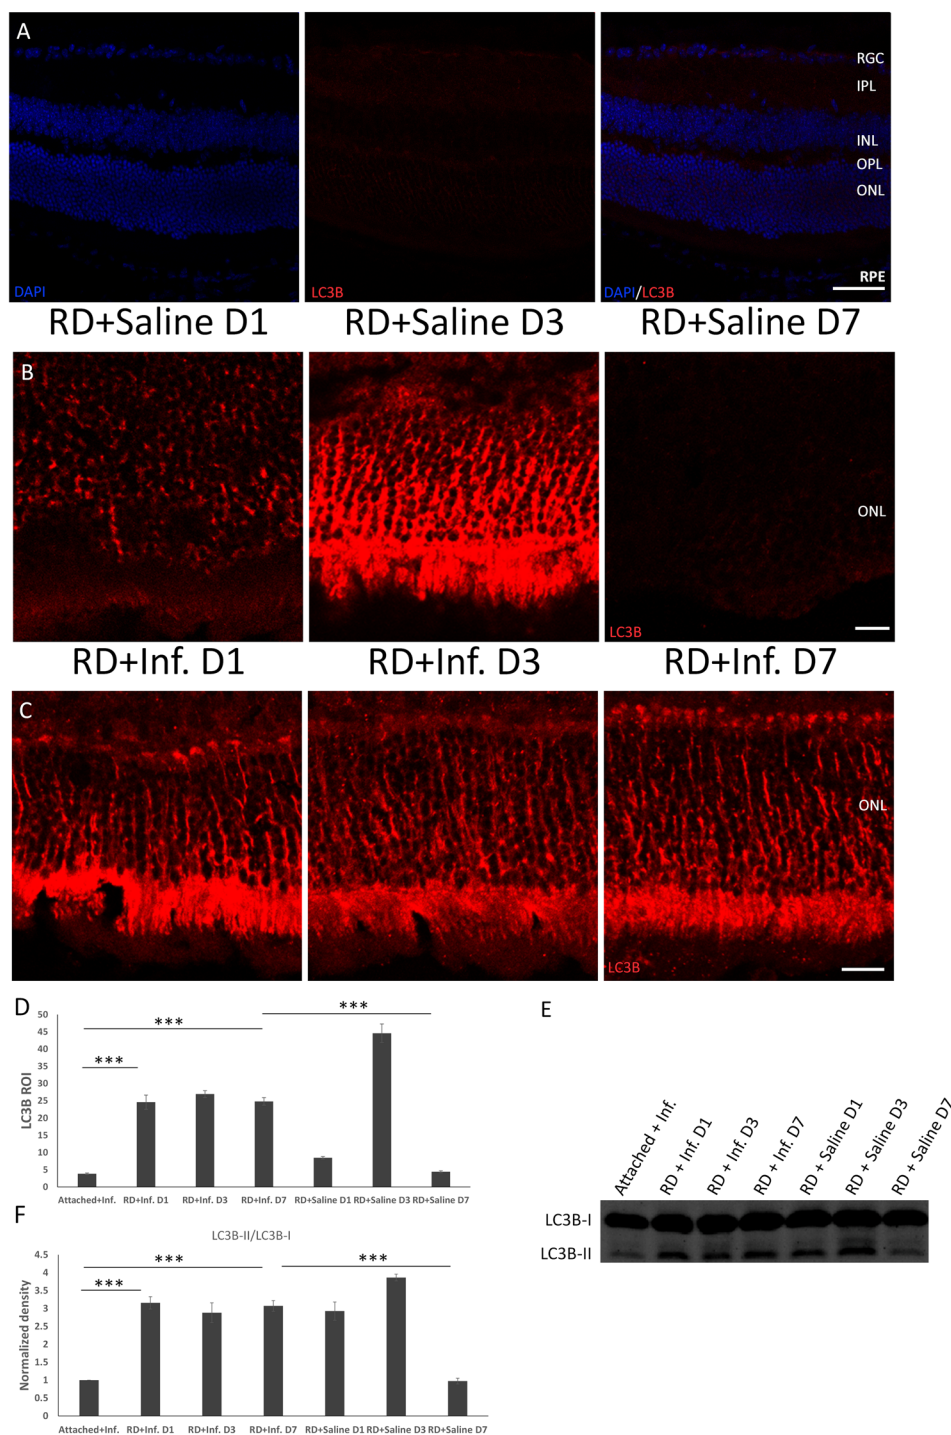 A
RGC
IPL
INL
OPL
ONL
RPE
DAPI
LC3B
DAPI/LC3B
RD+Saline D1
RD+Saline D3
RD+Saline D7
B
ONL
LC3B
RD+Inf. D1
RD+Inf. D3
RD+Inf. D7
C
ONL
LC3B
D
***
***
***
50
45
40
35
30
25
20
15
10
5
0
LC3B ROI
Attached+Inf.
RD+Inf. D1
RD+Inf. D3
RD+Inf. D7
RD+Saline D1
RD+Saline D3
RD+Saline D7
E
Attached + Inf.
RD + Inf. D1
RD + Inf. D3
RD + Inf. D7
RD + Saline D1
RD + Saline D3
RD + Saline D7
LC3B-I
LC3B-II
F
LC3B-II/LC3B-I
***
***
***
4.5
4
3.5
3
2.5
2
1.5
1
0.5
0
Normalized density
Attached+Inf.
RD+Inf. D1
RD+Inf. D3
RD+Inf. D7
RD+Saline D1
RD+Saline D3
RD+Saline D7